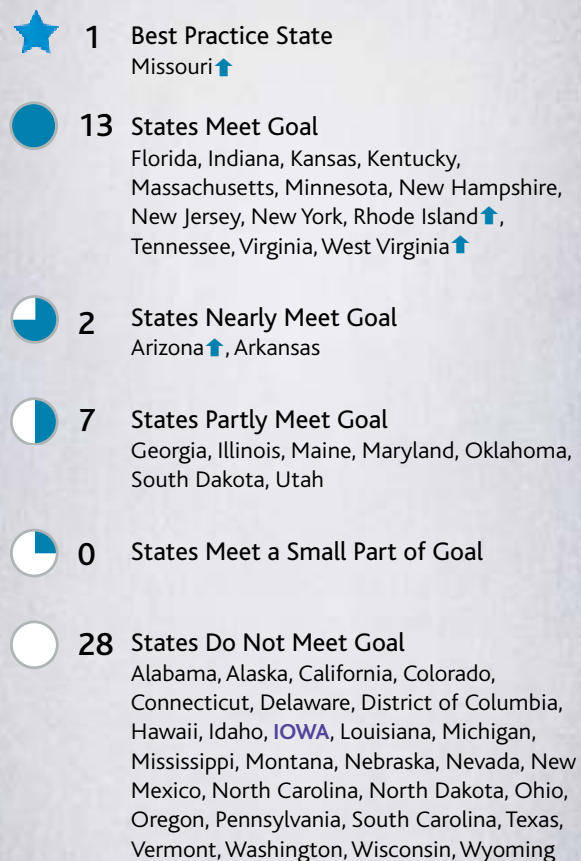 1 Best Practice State
Missouri⬆
13 States Meet Goal
Florida, Indiana, Kansas, Kentucky,
Massachusetts, Minnesota, New Hampshire,
New Jersey, New York, Rhode Island⬆,
Tennessee, Virginia, West Virginia⬆
2 States Nearly Meet Goal
Arizona⬆, Arkansas
7 States Partly Meet Goal
Georgia, Illinois, Maine, Maryland, Oklahoma,
South Dakota, Utah
0 States Meet a Small Part of Goal
28 States Do Not Meet Goal
Alabama, Alaska, California, Colorado,
Connecticut, Delaware, District of Columbia,
Hawaii, Idaho, IOWA, Louisiana, Michigan,
Mississippi, Montana, Nebraska, Nevada, New
Mexico, North Carolina, North Dakota, Ohio,
Oregon, Pennsylvania, South Carolina, Texas,
Vermont, Washington, Wisconsin, Wyoming